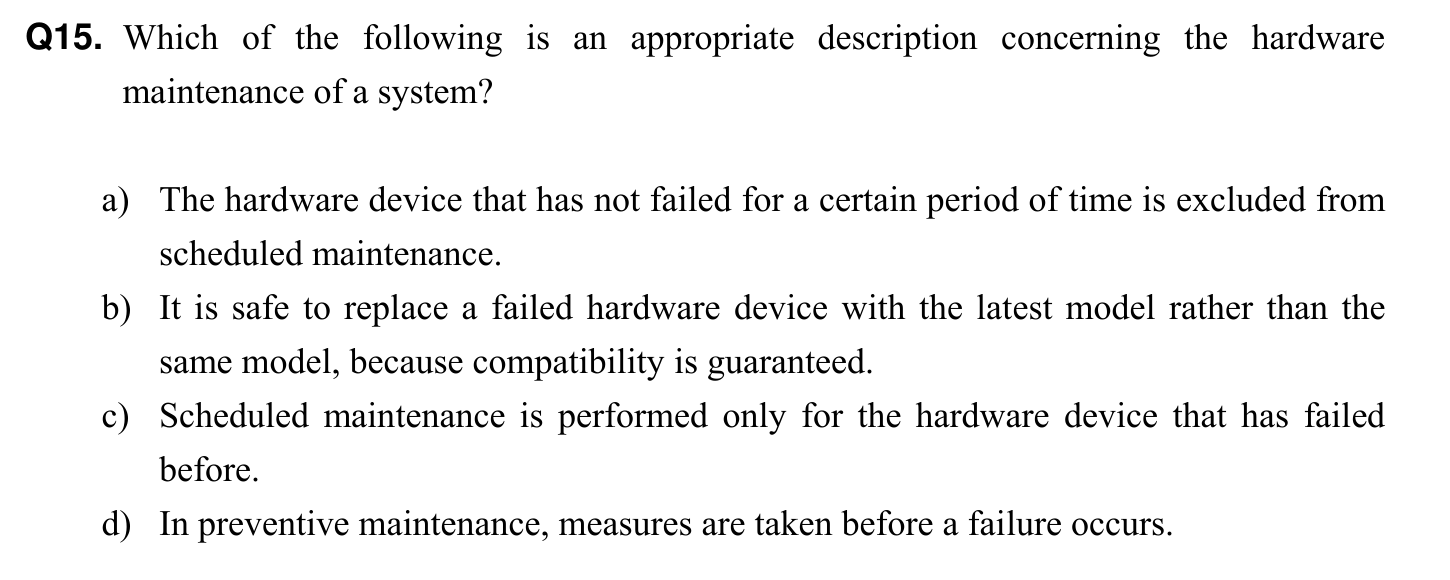 Q15. Which of the following is an appropriate description concerning the hardware
maintenance of a system?
a) The hardware device that has not failed for a certain period of time is excluded from
scheduled maintenance.
b) It is safe to replace a failed hardware device with the latest model rather than the
same model, because compatibility is guaranteed.
c) Scheduled maintenance is performed only for the hardware device that has failed
before.
d) In preventive maintenance, measures are taken before a failure occurs.